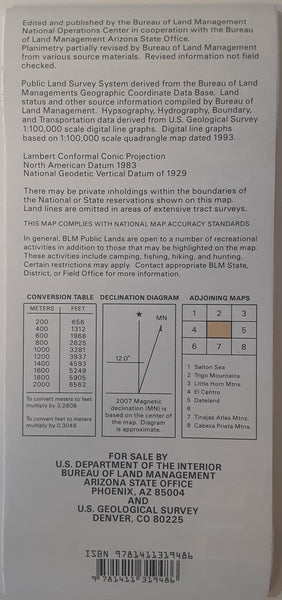 Edited and published by the Bureau of Land Management
National Operations Center in cooperation with the Bureau
of Land Management Arizona State Office.
Planimetry partially revised by Bureau of Land Management
from various source materials. Revised information not field
checked.
Public Land Survey System derived from the Bureau of Land
Managements Geographic Coordinate Data Base. Land
status and other source information compiled by Bureau of
Land Management. Hypsography, Hydrography, Boundary,
and Transportation data derived from U.S. Geological Survey
1:100,000 scale digital line graphs. Digital line graphs
based on 1:100,000 scale quadrangle map dated 1993.
Lambert Conformal Conic Projection
North American Datum 1983
National Geodetic Vertical Datum of 1929
There may be private inholdings within the boundaries of
the National or State reservations shown on this map.
Land lines are omitted in areas of extensive tract surveys.
THIS MAP COMPLIES WITH NATIONAL MAP ACCURACY STANDARDS
In general, BLM Public Lands are open to a number of recreational
activities in addition to those that may be highlighted on the map.
These activities include camping, fishing, hiking, and hunting.
Certain restrictions may apply. Contact appropriate BLM State,
District, or Field Office for more information.
CONVERSION TABLE
METERS FEET
200 656
400 1312
600 1968
800 2625
1000 3281
1200 3937
1400 4593
1600 5249
1800 5905
2000 6562
To convert meters to feet
multiply by 3.2808
To convert feet to meters
multiply by 0.3048
DECLINATION DIAGRAM
MN
12.0°
2007 Magnetic
declination (MN) is
based on the center of
the map. Diagram
is approximate.
ADJOINING MAPS
1 2 3
4 5
6 7 8
1 Salton Sea
2 Trigo Mountains
3 Little Horn Mtns.
4 El Centro
5 Dateland
6
7 Tinajas Atlas Mtns.
8 Cabeza Prieta Mtns.
FOR SALE BY
U.S. DEPARTMENT OF THE INTERIOR
BUREAU OF LAND MANAGEMENT
ARIZONA STATE OFFICE
PHOENIX, AZ 85004
AND
U.S. GEOLOGICAL SURVEY
DENVER, CO 80225
ISBN 9781411319486
9 781411 319486